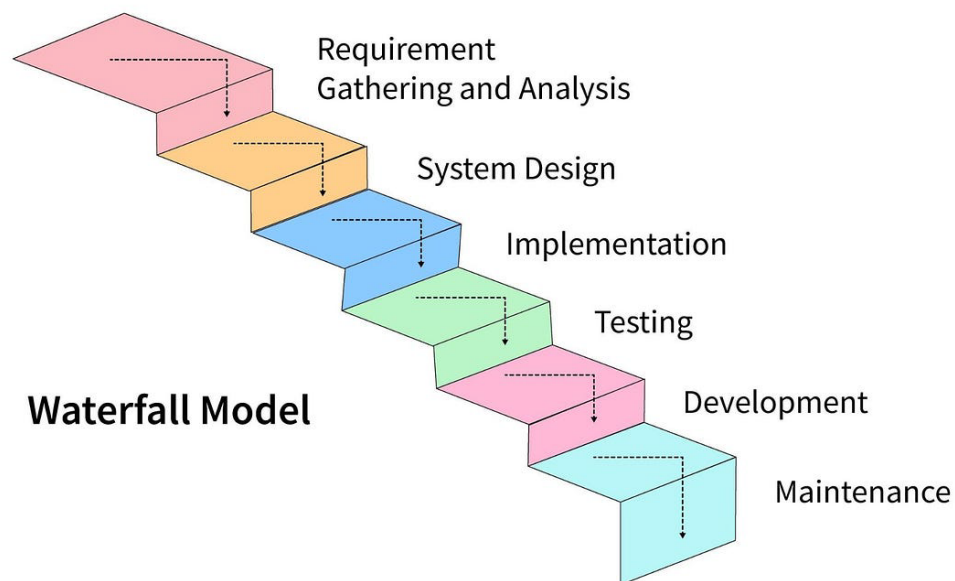 Requirement
Gathering and Analysis
System Design
Implementation
Testing
Waterfall Model
Development
Maintenance